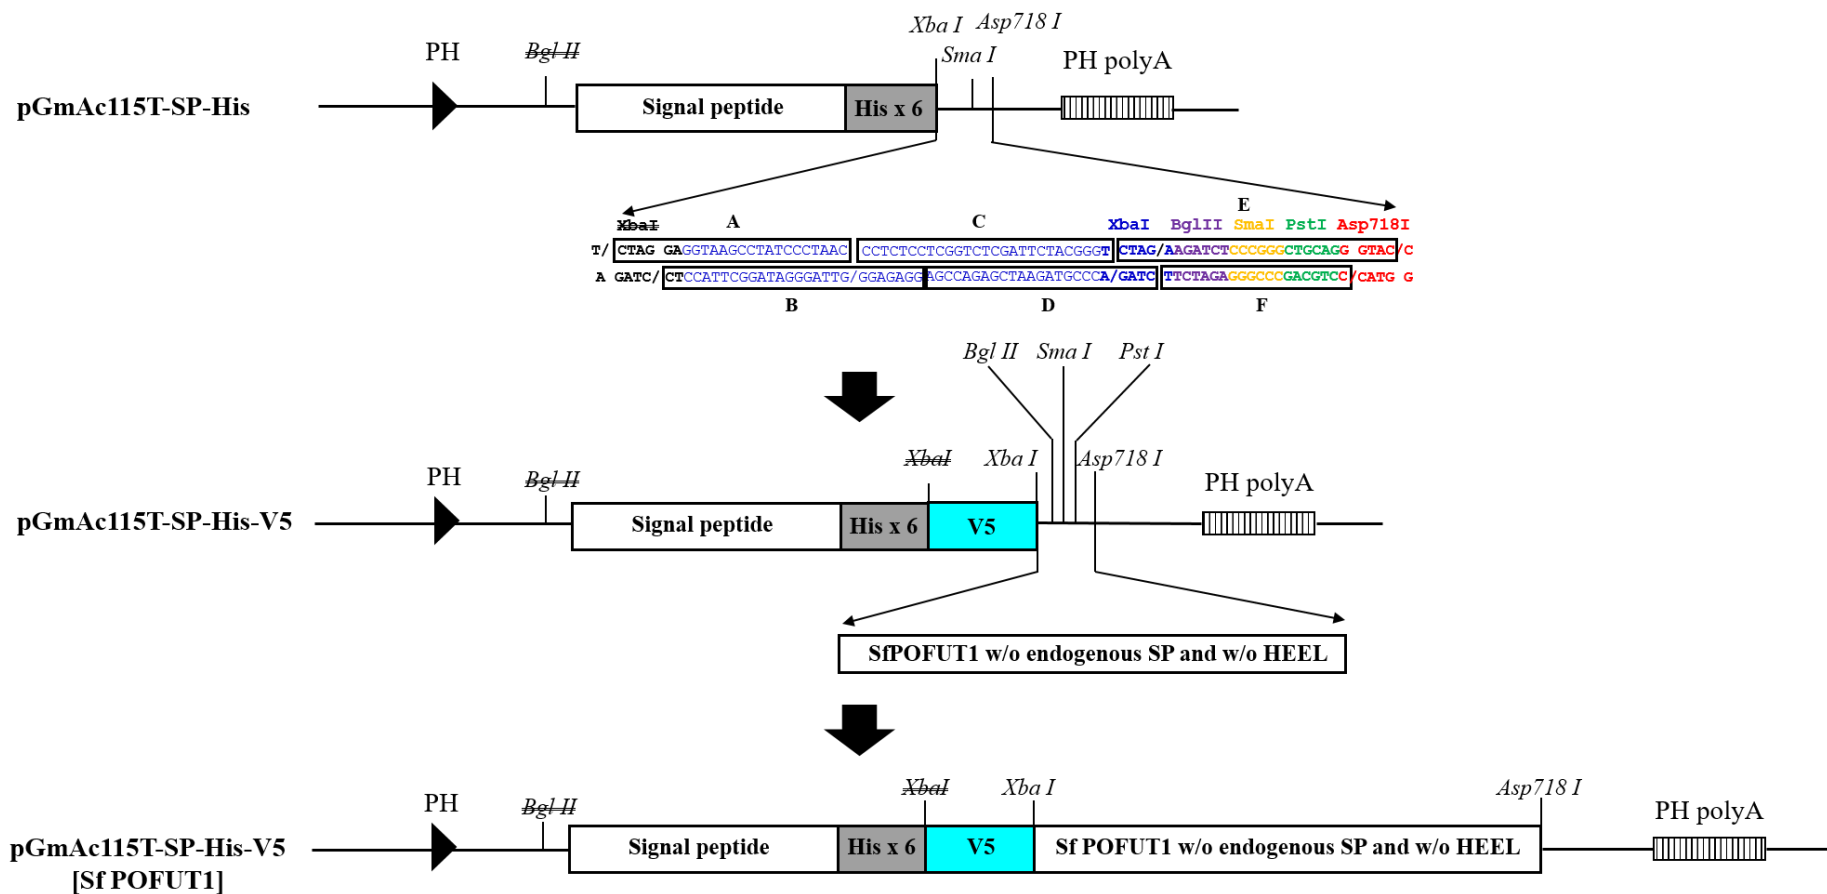 Xba I Asp718 I
PH Bgl II Sma I PH polyA
pGmAc115T-SP-His Signal peptide His x 6
E
XbaI A C XbaI BglII SmaI PstI Asp718I
T/ CTAG GAGGTAAGCCTATCCCTAAC CCTCTCCTCGGTCTCGATTCTACGGGT CTAG/AAGATCTCCCGGGCTGCAGG GTAC/C
A GATC/ CTCCATTCGGATAGGGATTG/GGAGAGG AGCCAGAGCTAAGATGCCCA/GATC TTCTAGAGGGCCCGACGTCC/CATG G
B D F
Bgl II Sma I Pst I
PH Bgl II XbaI Xba I Asp718 I PH polyA
pGmAc115T-SP-His-V5 Signal peptide His x 6 V5
SfPOFUT1 w/o endogenous SP and w/o HEEL
PH Bgl II XbaI Xba I Asp718 I PH polyA
pGmAc115T-SP-His-V5 Signal peptide His x 6 V5 Sf POFUT1 w/o endogenous SP and w/o HEEL
[Sf POFUT1]